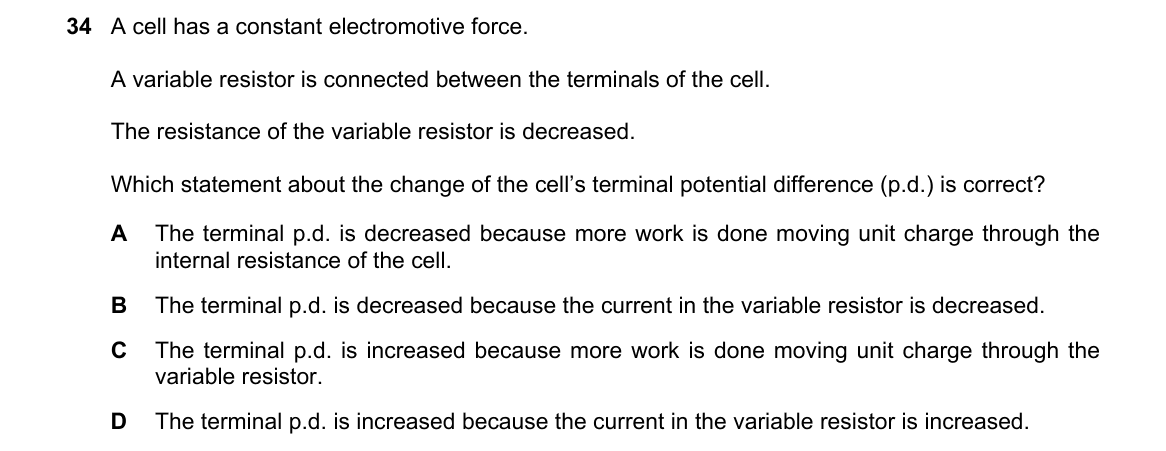 34 A cell has a constant electromotive force.
A variable resistor is connected between the terminals of the cell.
The resistance of the variable resistor is decreased.
Which statement about the change of the cell’s terminal potential difference (p.d.) is correct?
A The terminal p.d. is decreased because more work is done moving unit charge through the
internal resistance of the cell.
B The terminal p.d. is decreased because the current in the variable resistor is decreased.
C The terminal p.d. is increased because more work is done moving unit charge through the
variable resistor.
D The terminal p.d. is increased because the current in the variable resistor is increased.